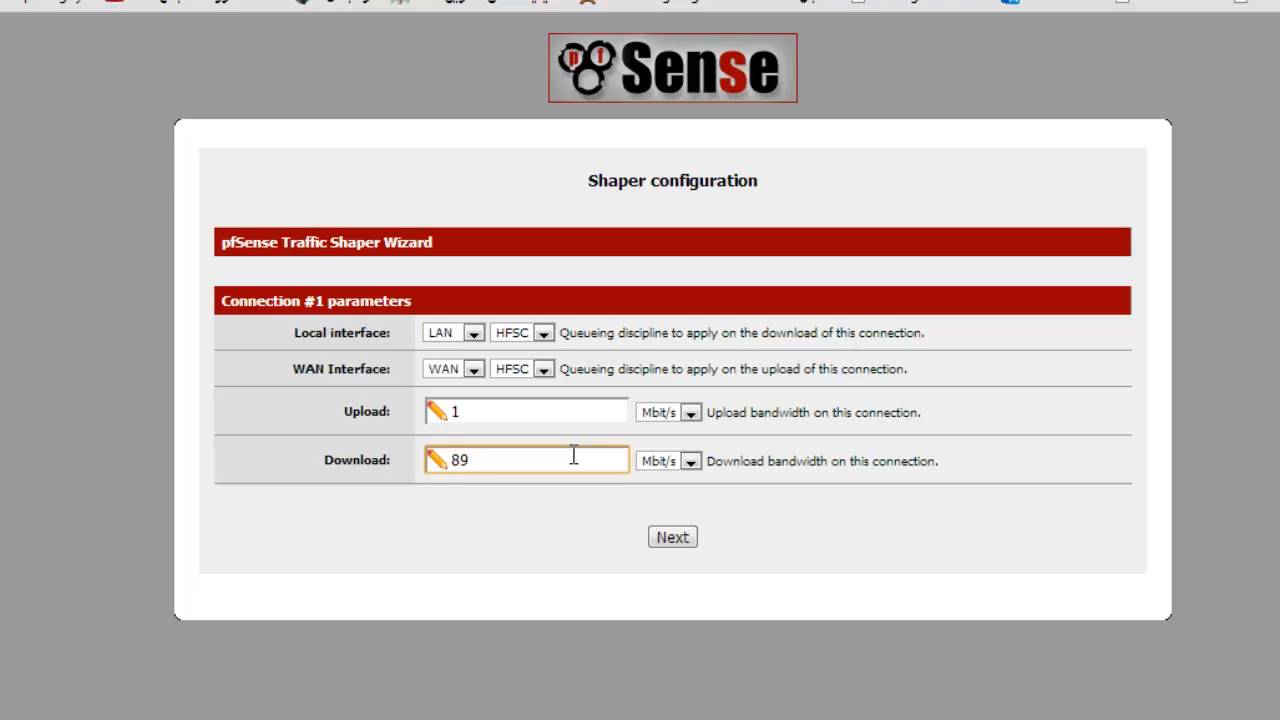 pf Sense
Shaper configuration
pfSense Traffic Shaper Wizard
Connection #1 parameters
Local interface: LAN HFSC Queueing discipline to apply on the download of this connection.
WAN Interface: WAN HFSC Queueing discipline to apply on the upload of this connection.
Upload: 1 Mbit/s Upload bandwidth on this connection.
Download: 89 Mbit/s Download bandwidth on this connection.
Next